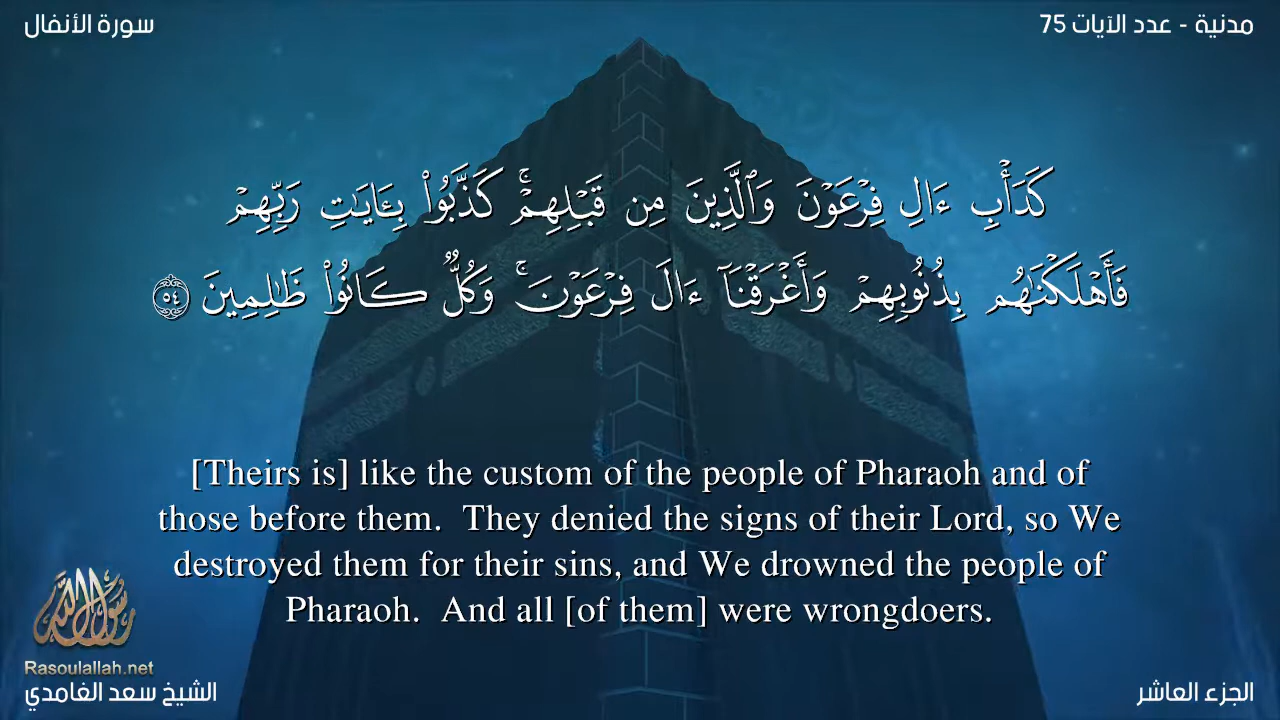 سورة الأنفال
مدنية - عدد الآيات 75
كَدَأْبِ ءَالِ فِرْعَوْنَ وَٱلَّذِينَ مِن قَبْلِهِمْ ۚ كَذَّبُوا۟ بِـَٔايَـٰتِ رَبِّهِمْ
فَأَهْلَكْنَـٰهُم بِذُنُوبِهِمْ وَأَغْرَقْنَآ ءَالَ فِرْعَوْنَ ۚ وَكُلٌّ كَانُوا۟ ظَـٰلِمِينَ ٥٤
[Theirs is] like the custom of the people of Pharaoh and of
those before them.  They denied the signs of their Lord, so We
destroyed them for their sins, and We drowned the people of
Pharaoh.  And all [of them] were wrongdoers.
رسول الله
Rasoulallah.net
الشيخ سعد الغامدي
الجزء العاشر